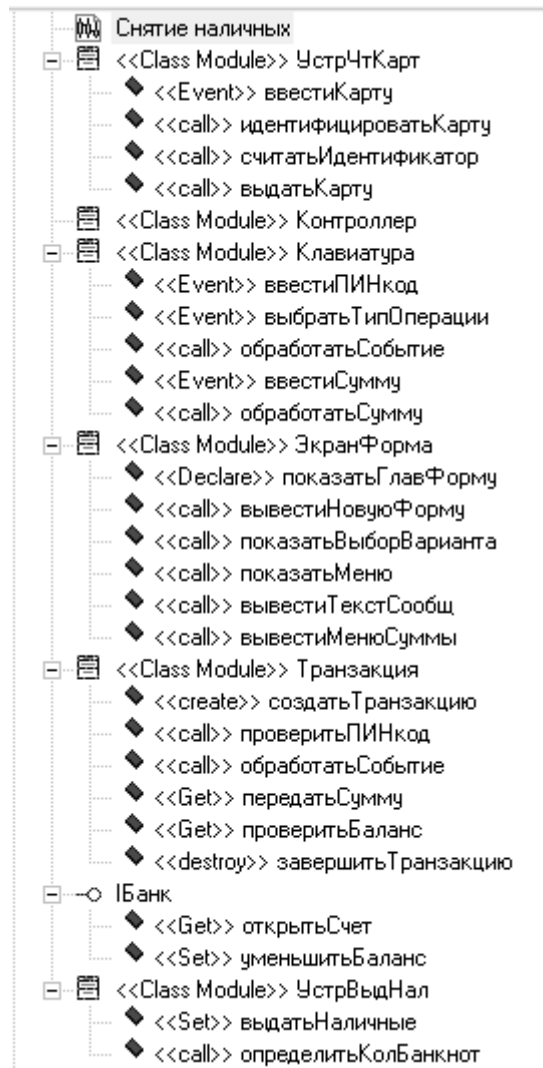 Снятие наличных
<<Class Module>> УстрЧтКарт
<<Event>> ввестиКарту
<<call>> идентифицироватьКарту
<<call>> считатьИдентификатор
<<call>> выдатьКарту
<<Class Module>> Контроллер
<<Class Module>> Клавиатура
<<Event>> ввестиПИНкод
<<Event>> выбратьТипОперации
<<call>> обработатьСобытие
<<Event>> ввестиСумму
<<call>> обработатьСумму
<<Class Module>> ЭкранФорма
<<Declare>> показатьГлавФорму
<<call>> вывестиНовуюФорму
<<call>> показатьВыборВарианта
<<call>> показатьМеню
<<call>> вывестиТекстСообщ
<<call>> вывестиМенюСуммы
<<Class Module>> Транзакция
<<create>> создатьТранзакцию
<<call>> проверитьПИНкод
<<call>> обработатьСобытие
<<Get>> передатьСумму
<<Get>> проверитьБаланс
<<destroy>> завершитьТранзакцию
IБанк
<<Get>> открытьСчет
<<Set>> уменьшитьБаланс
<<Class Module>> УстрВыдНал
<<Set>> выдатьНаличные
<<call>> определитьКолБанкнот